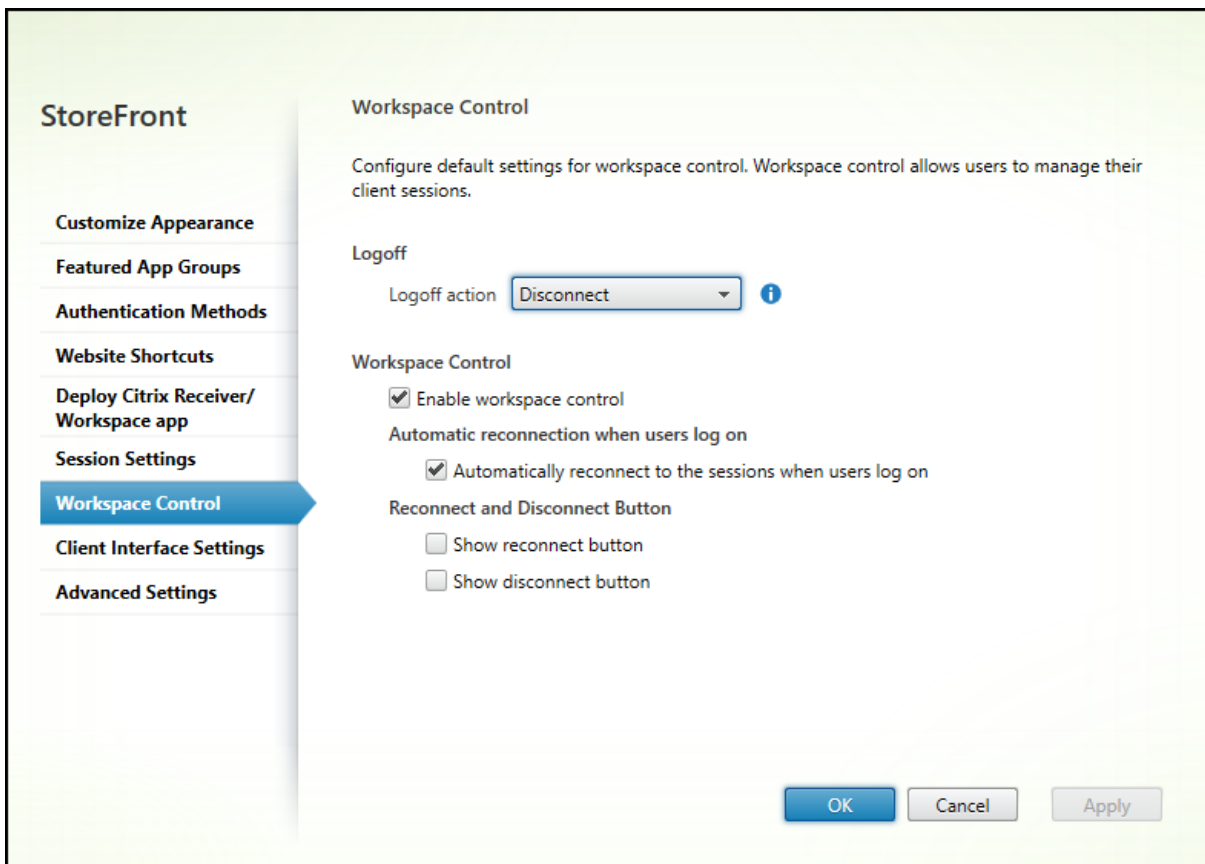 StoreFront
Customize Appearance
Featured App Groups
Authentication Methods
Website Shortcuts
Deploy Citrix Receiver/
Workspace app
Session Settings
Workspace Control
Client Interface Settings
Advanced Settings
Workspace Control
Configure default settings for workspace control. Workspace control allows users to manage their
client sessions.
Logoff
Logoff action Disconnect
Workspace Control
Enable workspace control
Automatic reconnection when users log on
Automatically reconnect to the sessions when users log on
Reconnect and Disconnect Button
Show reconnect button
Show disconnect button
OK Cancel Apply